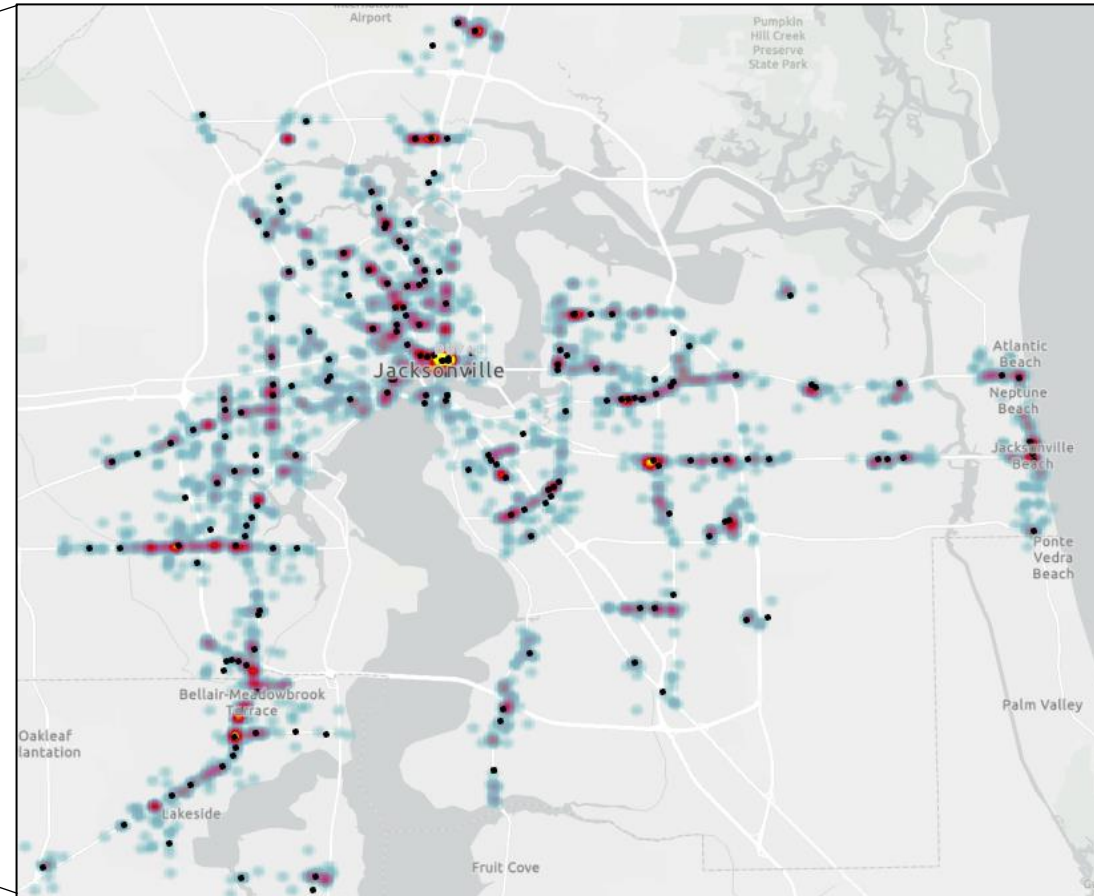 International
Airport
Pumpkin
Hill Creek
Preserve
State Park
Jacksonville
Atlantic
Beach
Neptune
Beach
Jacksonville
Beach
Ponte
Vedra
Beach
Bellair-Meadowbrook
Terrace
Palm Valley
Oakleaf
lantation
Lakeside
Fruit Cove